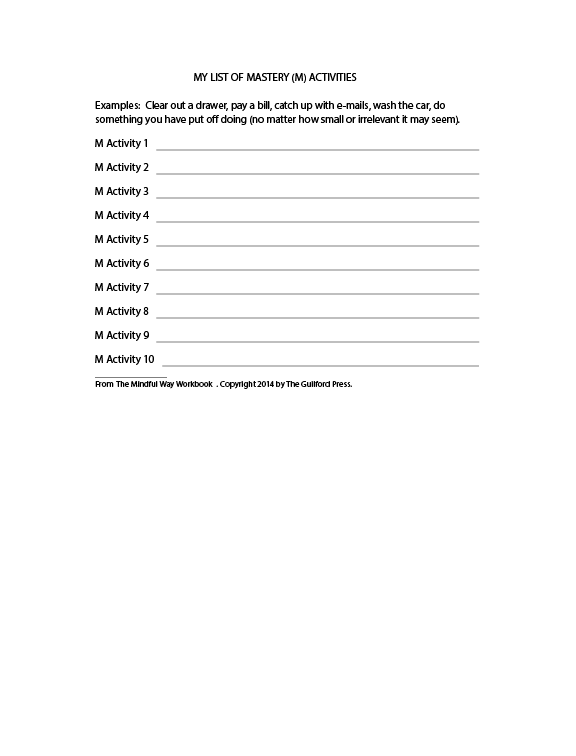 MY LIST OF MASTERY (M) ACTIVITIES
Examples: Clear out a drawer, pay a bill, catch up with e-mails, wash the car, do
something you have put off doing (no matter how small or irrelevant it may seem).
M Activity 1
M Activity 2
M Activity 3
M Activity 4
M Activity 5
M Activity 6
M Activity 7
M Activity 8
M Activity 9
M Activity 10
From The Mindful Way Workbook . Copyright 2014 by The Guilford Press.